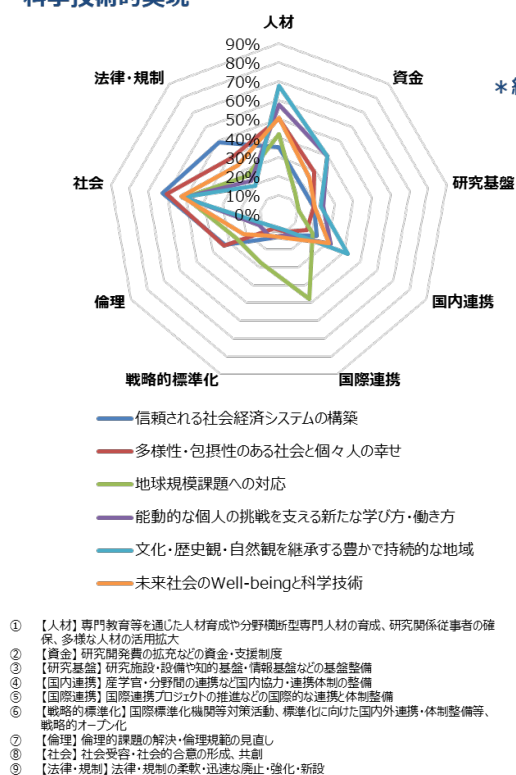 科学技術的実現
人材
90%
80%
70%
60%
50%
40%
30%
20%
10%
0%
資金
研究基盤
国内連携
国際連携
戦略的標準化
倫理
社会
法律・規制
信頼される社会経済システムの構築
多様性・包摂性のある社会と個々人の幸せ
地球規模課題への対応
能動的な個人の挑戦を支える新たな学び方・働き方
文化・歴史観・自然観を継承する豊かで持続的な地域
未来社会のWell-beingと科学技術
① 【人材】専門教育等を通じた人材育成や分野横断型専門人材の育成、研究関係従事者の確
保、多様な人材の活用拡大
② 【資金】研究開発費の拡充などの資金・支援制度
③ 【研究基盤】研究施設・設備や知的基盤・情報基盤などの基盤整備
④ 【国内連携】産学官・分野間の連携など国内協力・連携体制の整備
⑤ 【国際連携】国際連携プロジェクトの推進などの国際的な連携と体制整備
⑥ 【戦略的標準化】国際標準化機関等対策活動、標準化に向けた国内外連携・体制整備等、
戦略的オープン化
⑦ 【倫理】倫理的課題の解決・倫理規範の見直し
⑧ 【社会】社会受容・社会的合意の形成、共創
⑨ 【法律・規制】法律・規制の柔軟・迅速な廃止・強化・新設